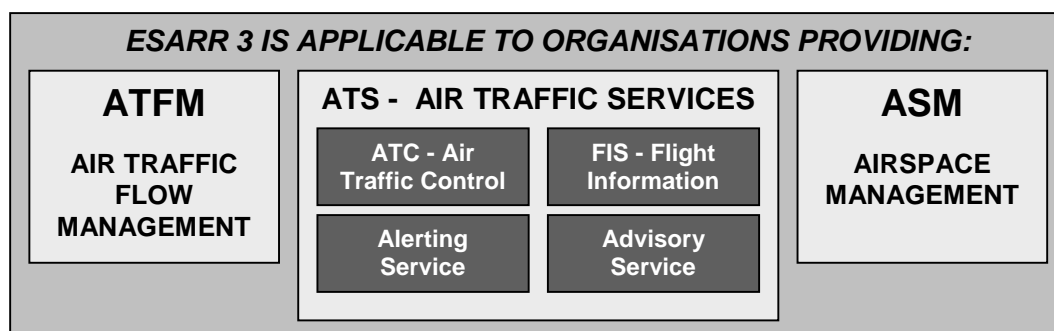 ESARR 3 IS APPLICABLE TO ORGANISATIONS PROVIDING:
ATFM
AIR TRAFFIC
FLOW
MANAGEMENT
ATS - AIR TRAFFIC SERVICES
ATC - Air
Traffic Control
FIS - Flight
Information
Alerting
Service
Advisory
Service
ASM
AIRSPACE
MANAGEMENT